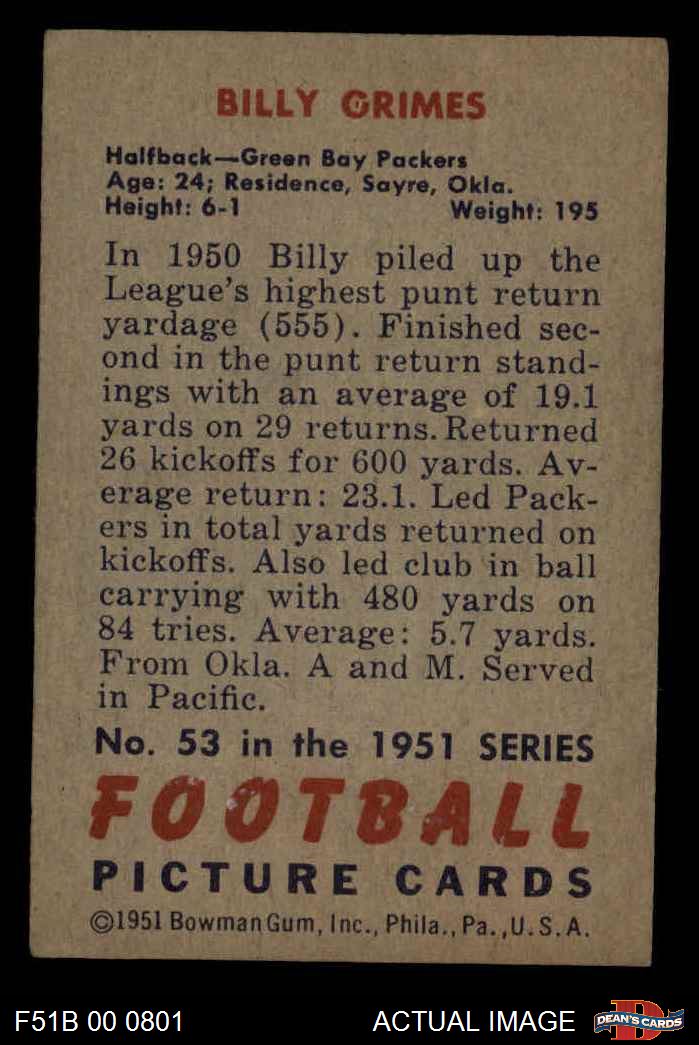 BILLY GRIMES
Halfback—Green Bay Packers
Age: 24; Residence, Sayre, Okla.
Height: 6-1 Weight: 195
In 1950 Billy piled up the
League's highest punt return
yardage (555). Finished sec-
ond in the punt return stand-
ings with an average of 19.1
yards on 29 returns. Returned
26 kickoffs for 600 yards. Av-
erage return: 23.1. Led Pack-
ers in total yards returned on
kickoffs. Also led club in ball
carrying with 480 yards on
84 tries. Average: 5.7 yards.
From Okla. A and M. Served
in Pacific.
No. 53 in the 1951 SERIES
FOOTBALL
PICTURE CARDS
©1951 Bowman Gum, Inc., Phila., Pa., U.S.A.
F51B 00 0801 ACTUAL IMAGE D DEAN'S CARDS